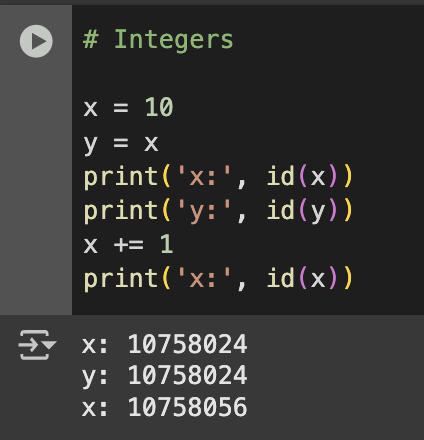 # Integers
x = 10
y = x
print('x:', id(x))
print('y:', id(y))
x += 1
print('x:', id(x))
x: 10758024
y: 10758024
x: 10758056